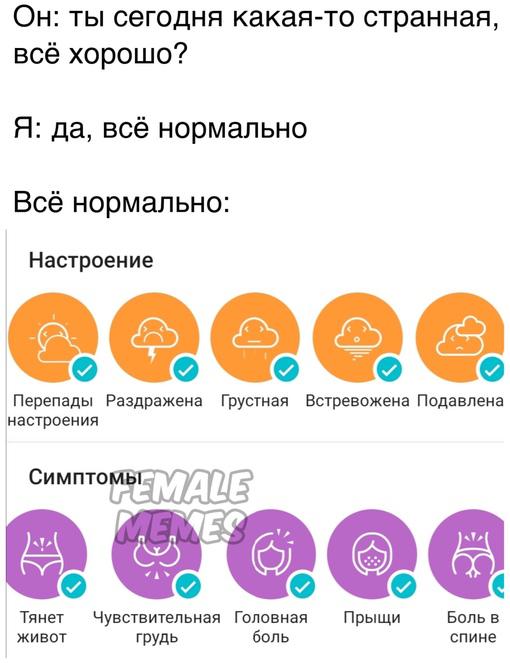 Он: ты сегодня какая-то странная,
всё хорошо?
Я: да, всё нормально
Всё нормально:
Настроение
Перепады настроения
Раздражена
Грустная
Встревожена
Подавлена
Симптомы
FEMALE
MEMES
Тянет живот
Чувствительная грудь
Головная боль
Прыщи
Боль в спине